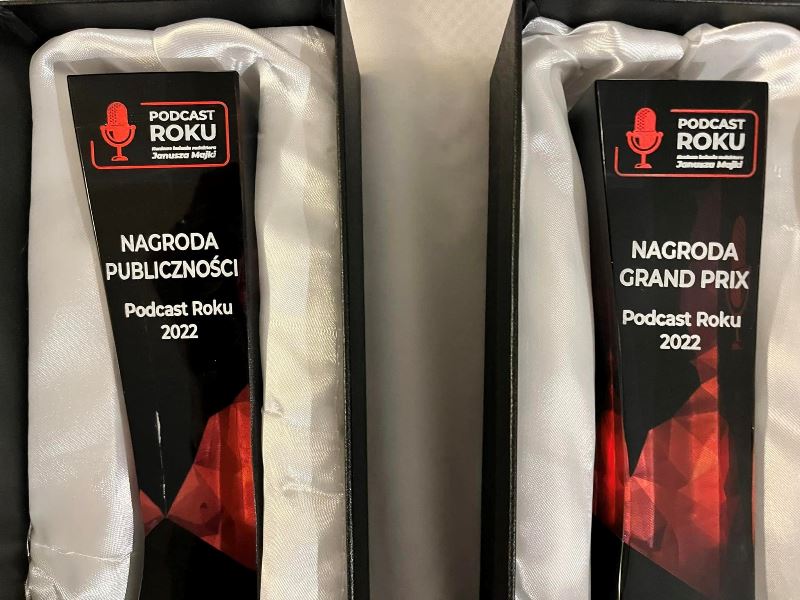 PODCAST
ROKU
Janusza Majki
NAGRODA
PUBLICZNOŚCI
Podcast Roku
2022
PODCAST
ROKU
Janusza Majki
NAGRODA
GRAND PRIX
Podcast Roku
2022